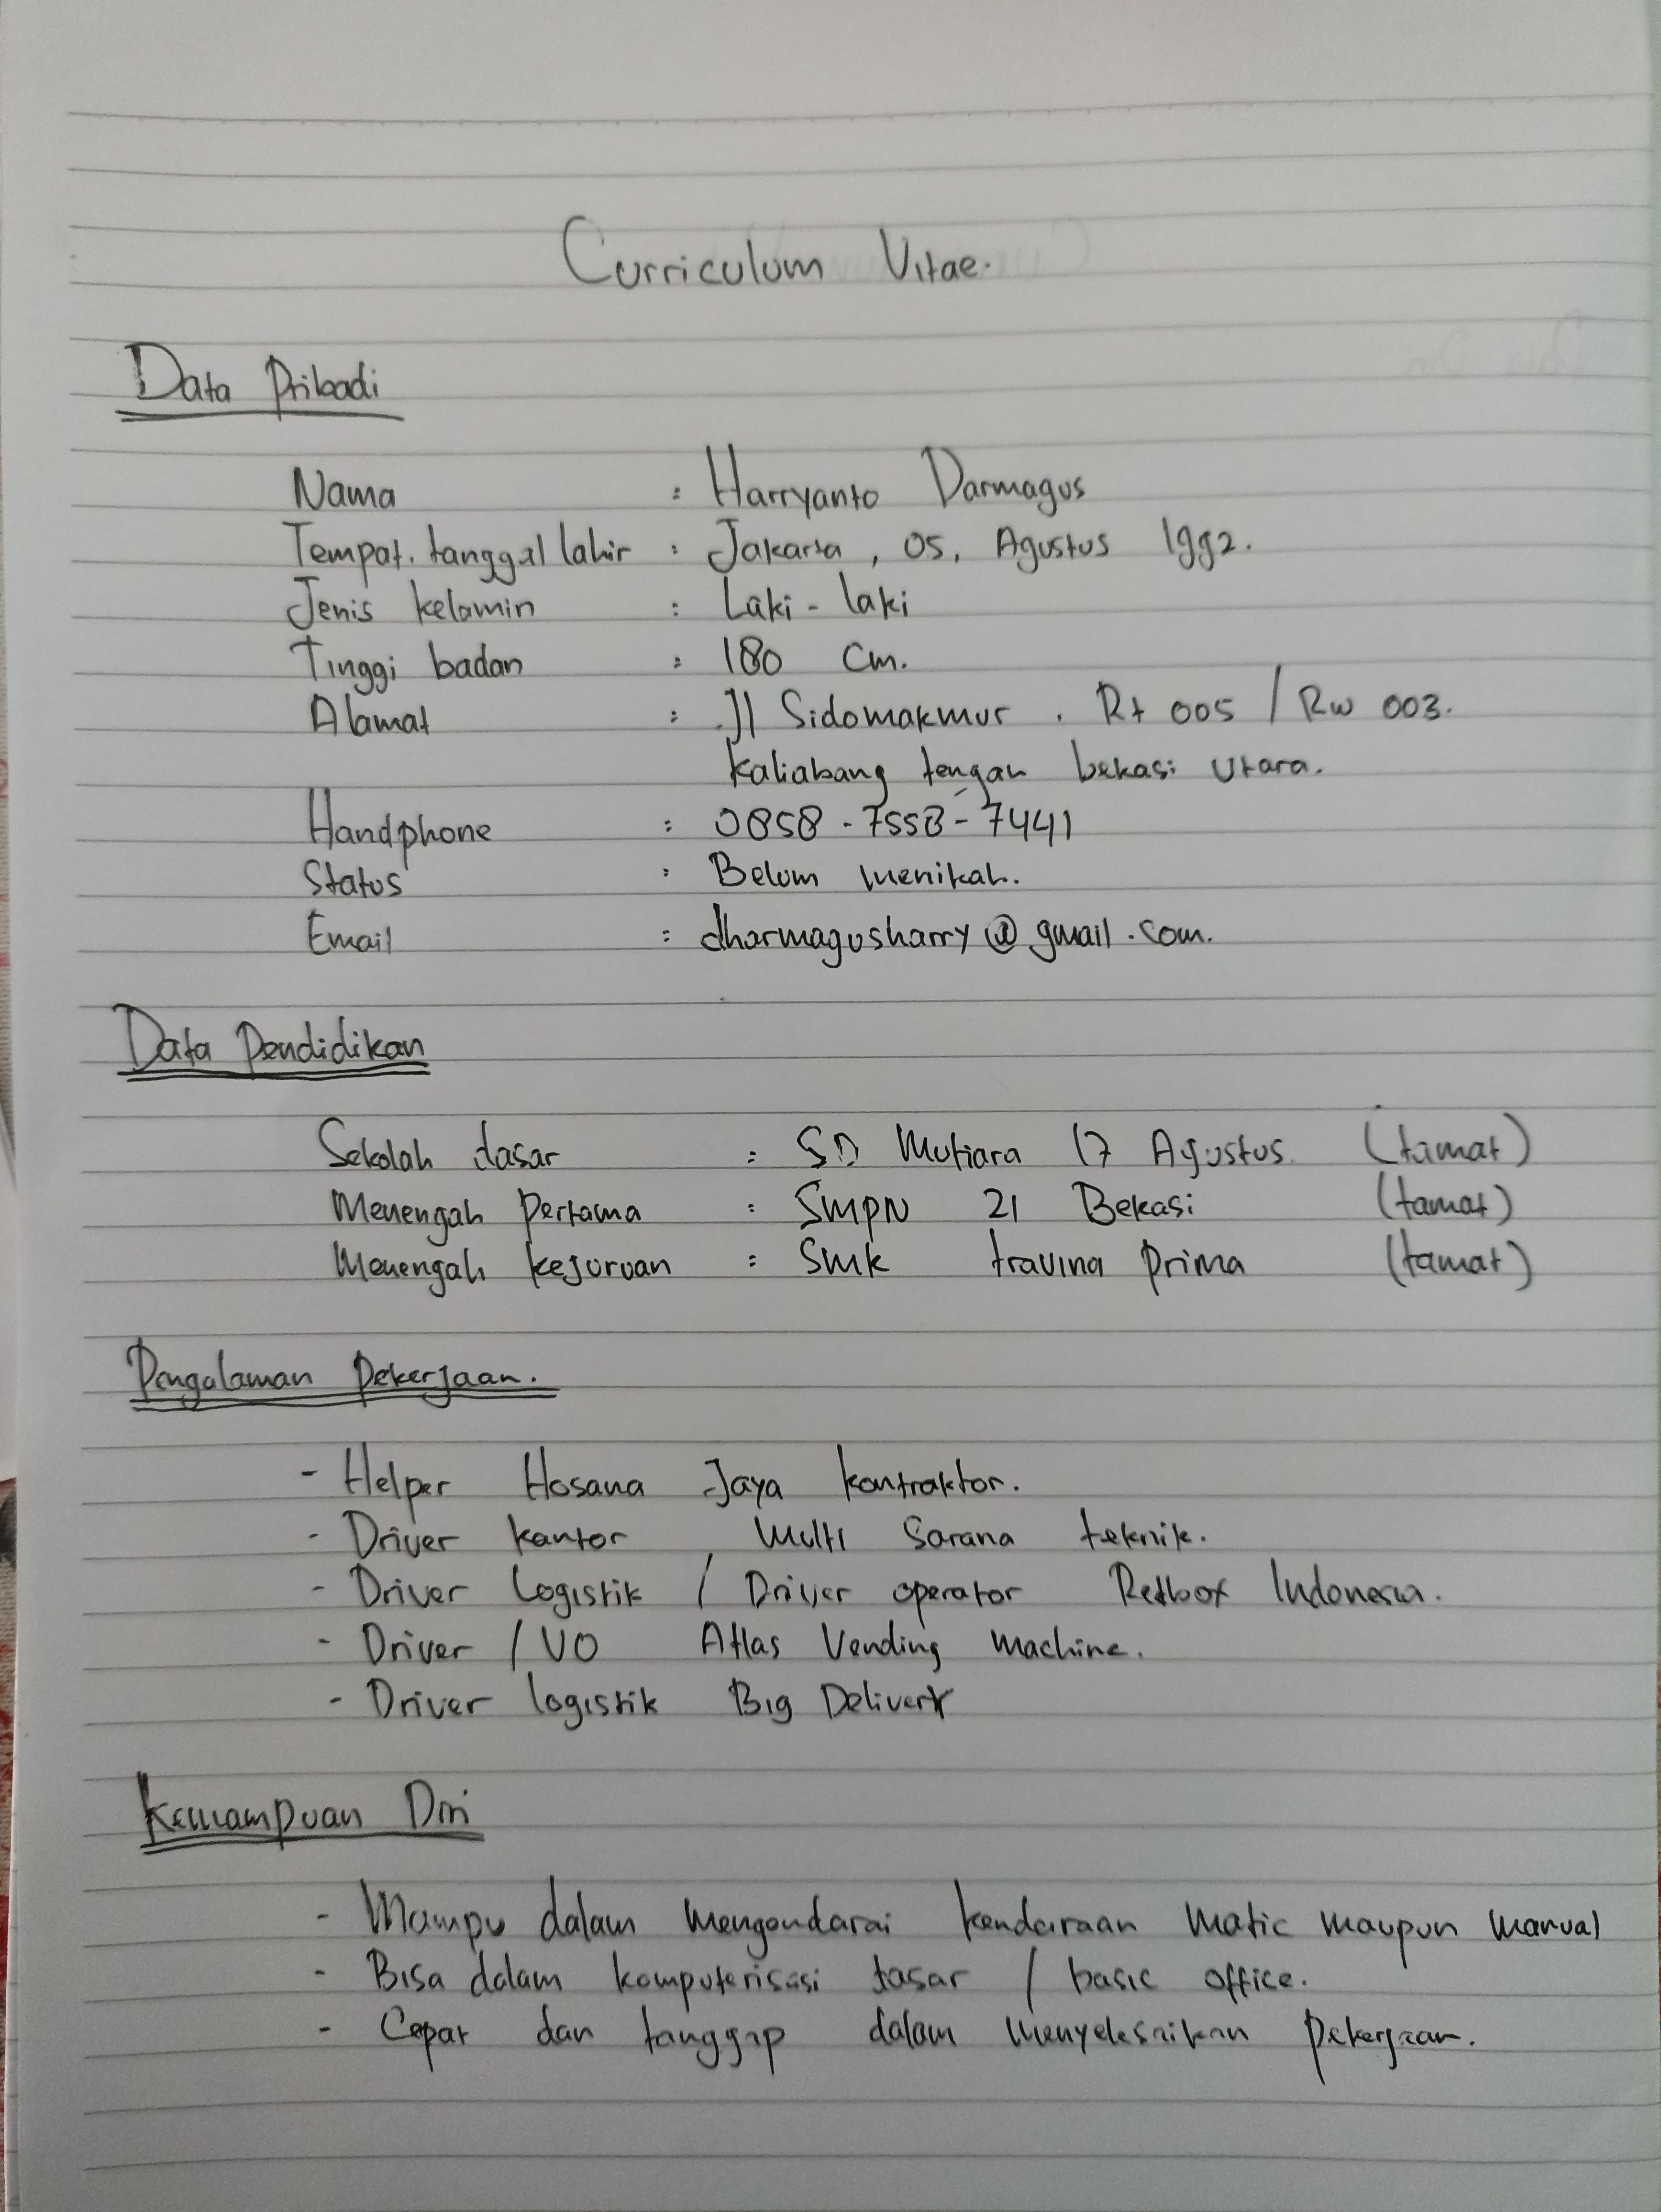 Curriculum Vitae.
Data Pribadi
Nama : Harryanto Darmagus
Tempat. tanggal lahir : Jakarta, 05, Agustus 1992.
Jenis kelamin : Laki - laki
Tinggi badan : 180 Cm.
Alamat : Jl Sidomakmur . Rt 005 / Rw 003.
kaliabang tengah bekasi Utara.
Handphone : 0858 - 7558 - 7441
Status : Belum menikah.
Email : dharmagusharry@gmail.com.
Data Pendidikan
Sekolah dasar : SD Mutiara 17 Agustus (tamat)
Menengah Pertama : SMPN 21 Bekasi (tamat)
Menengah kejuruan : SMK travina Prima (tamat)
Pengalaman Pekerjaan.
- Helper Hosana Jaya kontraktor.
- Driver kantor Multi Sarana teknik.
- Driver Logistik / Driver operator Redbox Indonesia.
- Driver / VO Atlas Vending Machine.
- Driver logistik Big Delivery
Kemampuan Diri
- Mampu dalam mengendarai kendaraan matic maupun manual
- Bisa dalam komputerisasi dasar / basic office.
- Cepat dan tanggap dalam menyelesaikan pekerjaan.